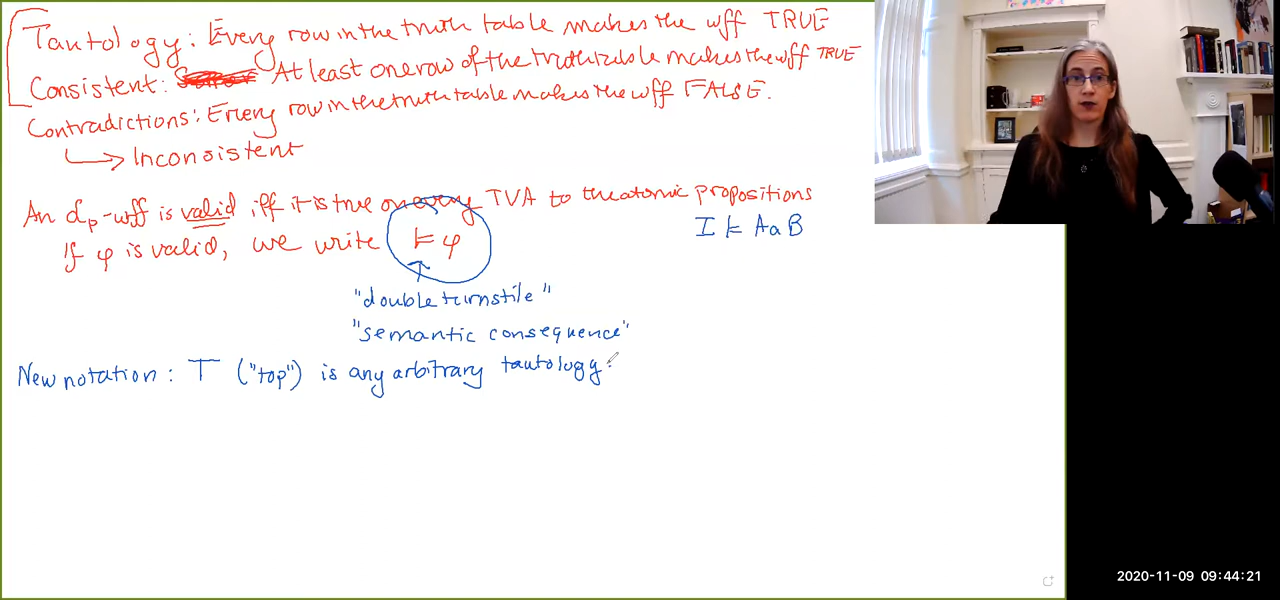 Tautology: Every row in the truth table makes the wff TRUE
Consistent: At least one row of the truth table makes the wff TRUE
Contradictions: Every row in the truth table makes the wff FALSE.
↳ Inconsistent
An ℒp-wff is valid iff it is true on every TVA to the atomic propositions
If φ is valid, we write ⊨ φ
I ⊨ AaB
"double turnstile"
"semantic consequence"
New notation: ⊤ ("top") is any arbitrary tautology.
2020-11-09 09:44:21